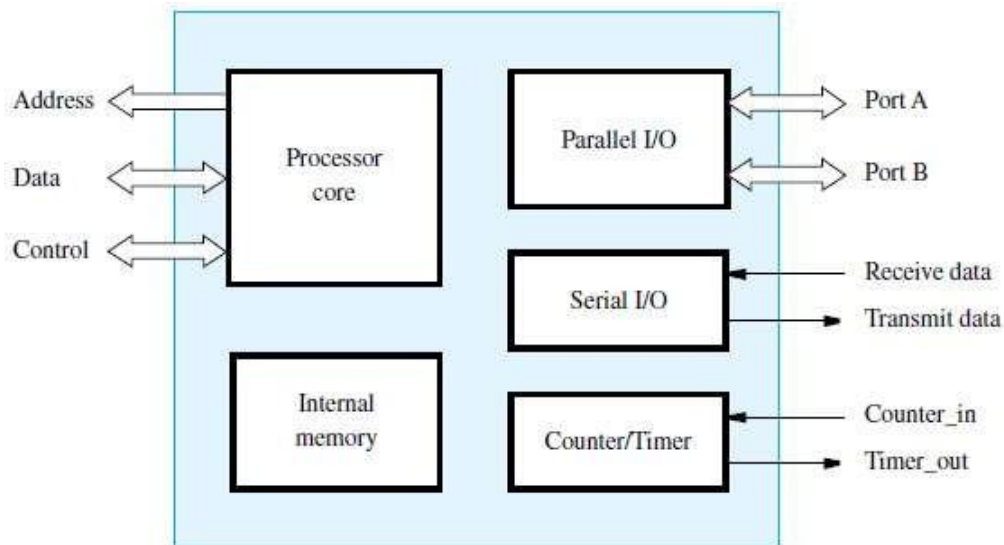 Address
Data
Control
Processor
core
Internal
memory
Parallel I/O
Serial I/O
Counter/Timer
Port A
Port B
Receive data
Transmit data
Counter_in
Timer_out